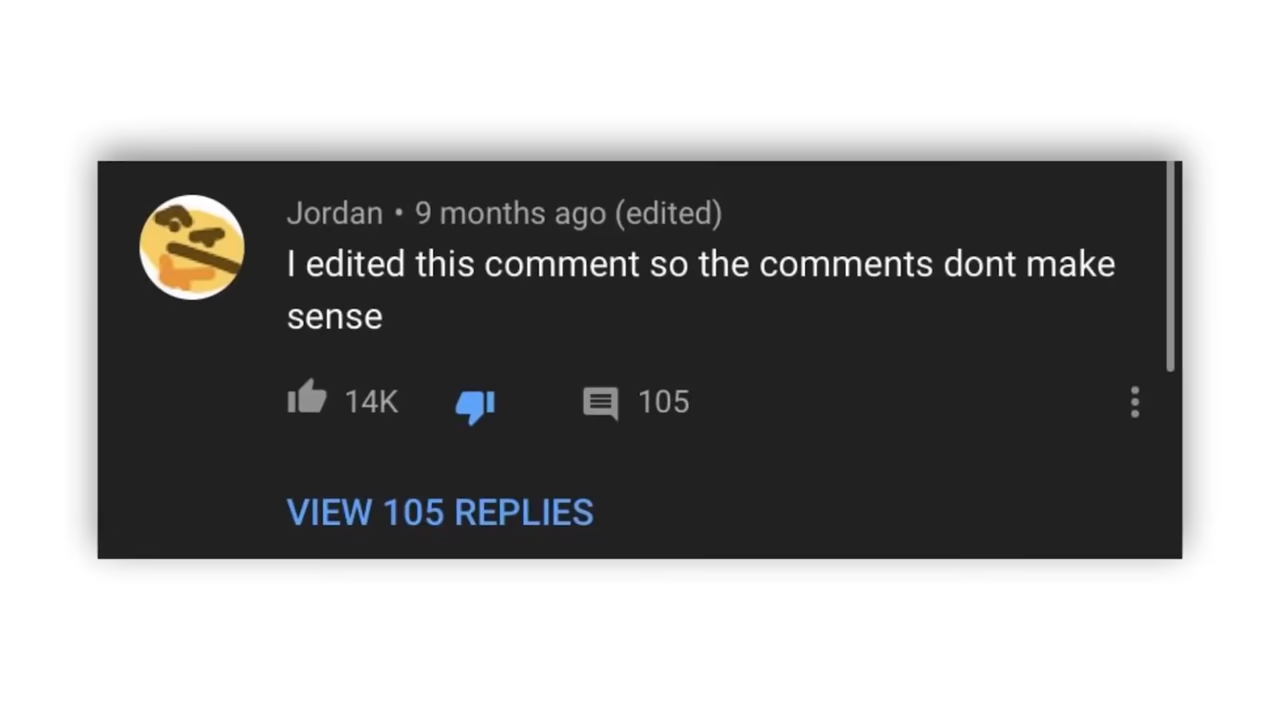 Jordan • 9 months ago (edited)
I edited this comment so the comments dont make
sense
14K 105
VIEW 105 REPLIES